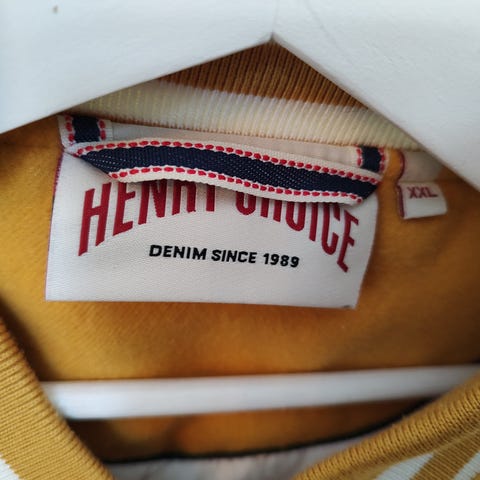 HENRY CHOICE
DENIM SINCE 1989
XXL